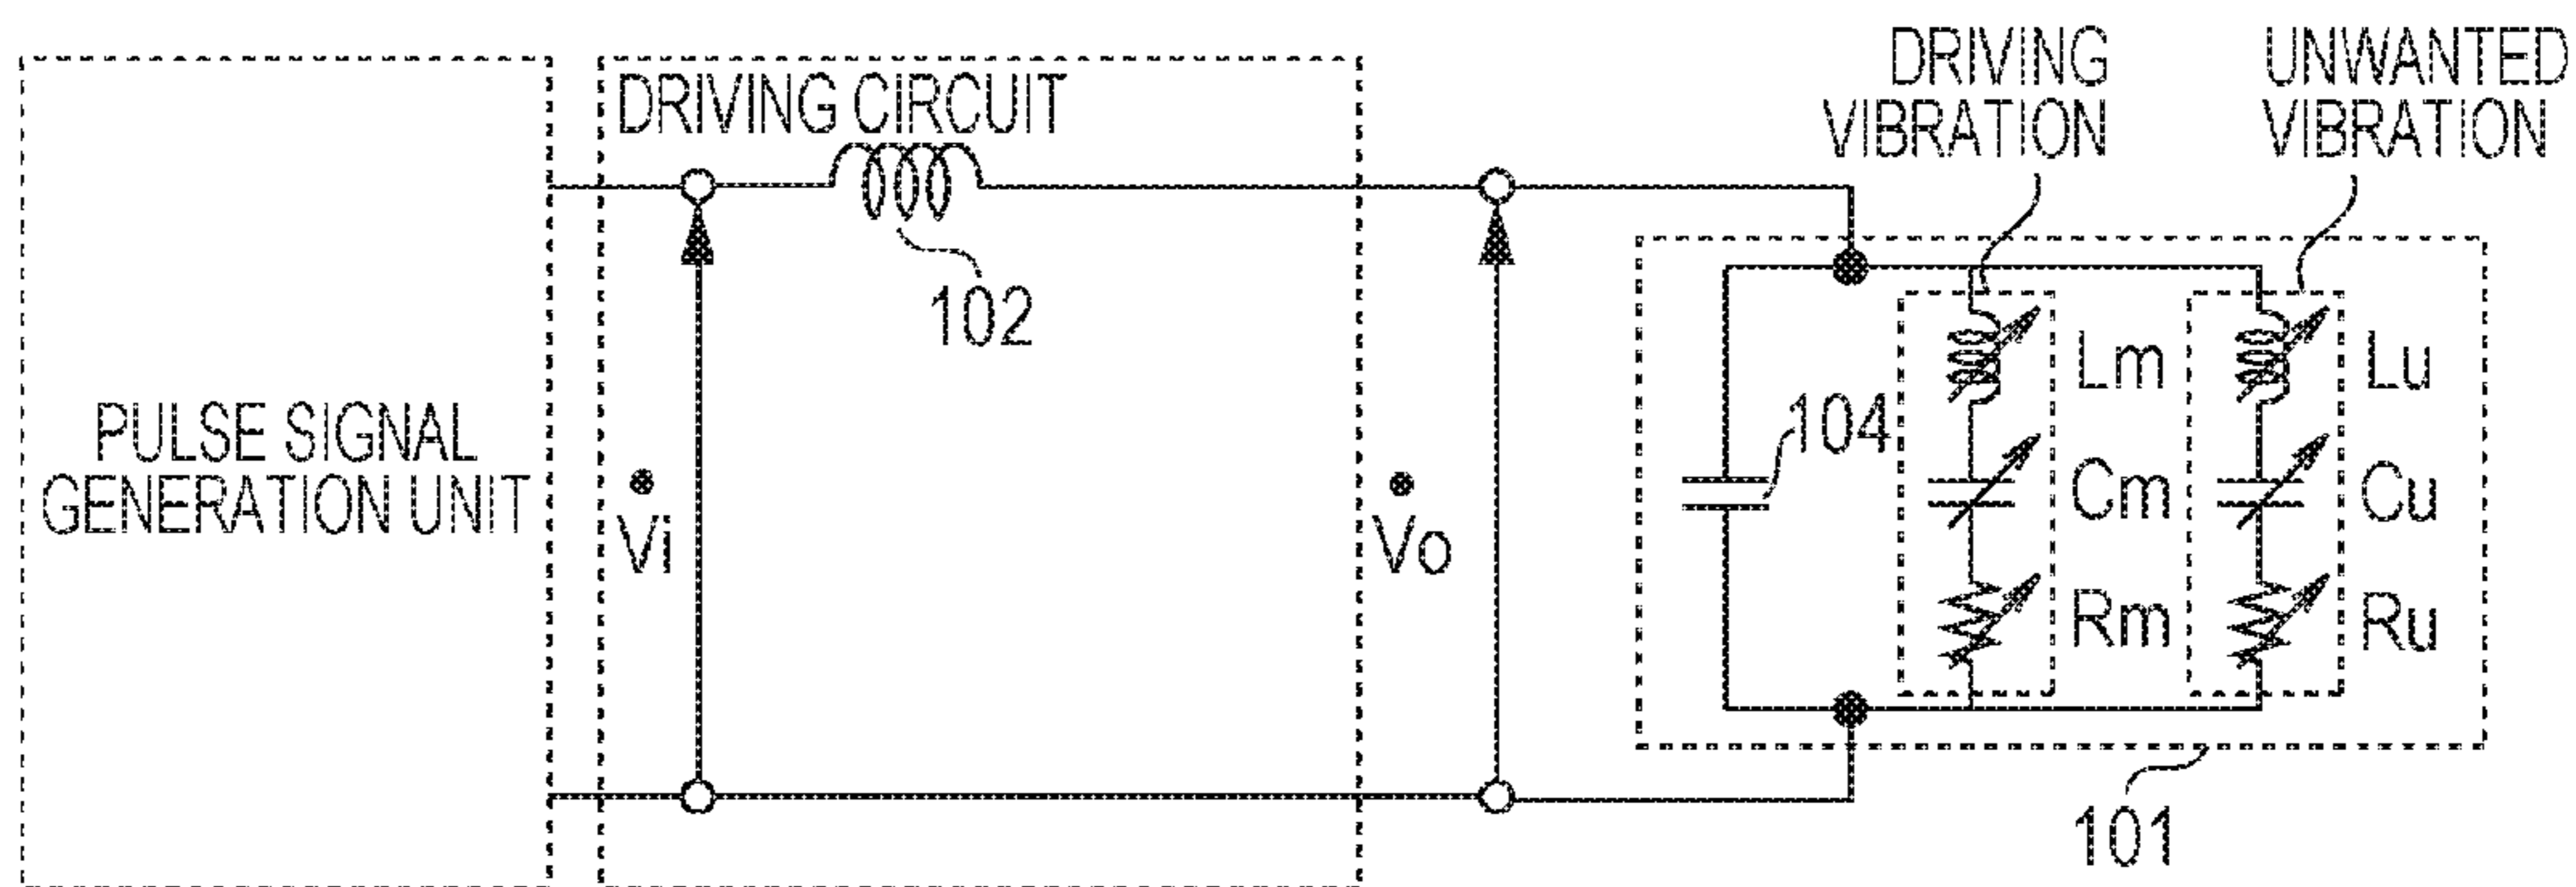 PULSE SIGNAL
GENERATION UNIT
DRIVING CIRCUIT
102
Vi
Vo
DRIVING
VIBRATION
UNWANTED
VIBRATION
104
Lm
Cm
Rm
Lu
Cu
Ru
101